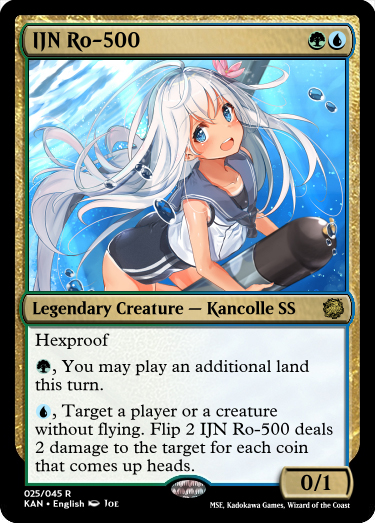 IJN Ro-500
Legendary Creature — Kancolle SS
Hexproof
, You may play an additional land
this turn.
, Target a player or a creature
without flying. Flip 2 IJN Ro-500 deals
2 damage to the target for each coin
that comes up heads.
0/1
025/045 R
KAN • English JOE
MSE, Kadokawa Games, Wizard of the Coast